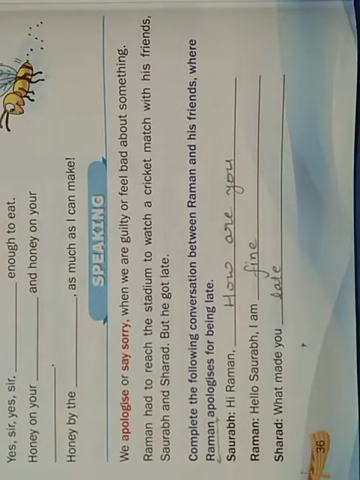 Yes, sir, yes, sir, ________ enough to eat.
Honey on your ________ and honey on your
________.
Honey by the ________, as much as I can make!
SPEAKING
We apologise or say sorry, when we are guilty or feel bad about something.
Raman had to reach the stadium to watch a cricket match with his friends,
Saurabh and Sharad. But he got late.
Complete the following conversation between Raman and his friends, where
Raman apologises for being late.
Saurabh: Hi Raman, How are you
Raman: Hello Saurabh, I am fine
Sharad: What made you late
36